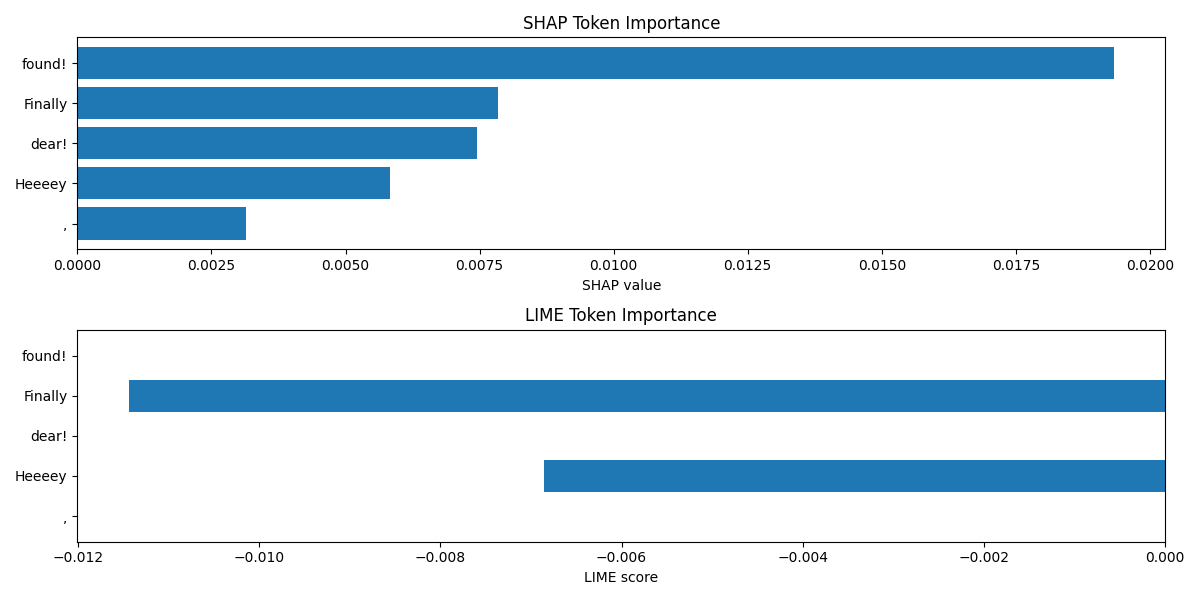 SHAP Token Importance
found!
Finally
dear!
Heeeey
,
0.0000 0.0025 0.0050 0.0075 0.0100 0.0125 0.0150 0.0175 0.0200
SHAP value
LIME Token Importance
found!
Finally
dear!
Heeeey
,
−0.012 −0.010 −0.008 −0.006 −0.004 −0.002 0.000
LIME score